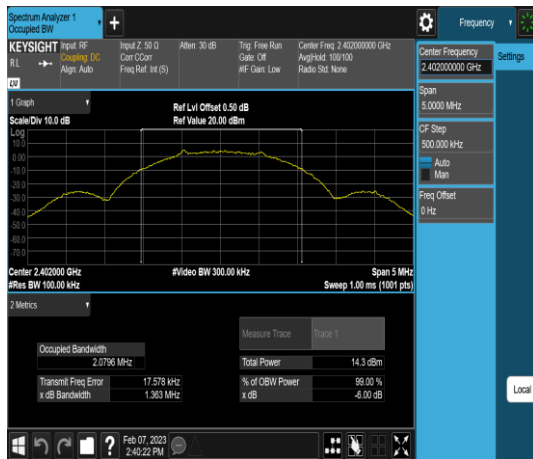 Spectrum Analyzer 1
Occupied BW
Frequency
KEYSIGHT
RL
Input: RF
Coupling: DC
Align: Auto
Input Z: 50 Ω
Corr CCorr
Freq Ref: Int (S)
Atten: 30 dB
Trig: Free Run
Gate: Off
#IF Gain: Low
Center Freq: 2.402000000 GHz
Avg|Hold: 100/100
Radio Std: None
LXI
Center Frequency
2.402000000 GHz
Settings
Span
5.0000 MHz
CF Step
500.000 kHz
Auto
Man
Freq Offset
0 Hz
Local
1 Graph
Scale/Div 10.0 dB
Ref Lvl Offset 0.50 dB
Ref Value 20.00 dBm
Log
10.0
0.00
-10.0
-20.0
-30.0
-40.0
-50.0
-60.0
-70.0
Center 2.402000 GHz
#Video BW 300.00 kHz
Span 5 MHz
#Res BW 100.00 kHz
Sweep 1.00 ms (1001 pts)
2 Metrics
Measure Trace
Trace 1
Occupied Bandwidth
2.0796 MHz
Total Power
14.3 dBm
Transmit Freq Error
17.578 kHz
% of OBW Power
99.00 %
x dB Bandwidth
1.363 MHz
x dB
-6.00 dB
Feb 07, 2023
2:40:22 PM